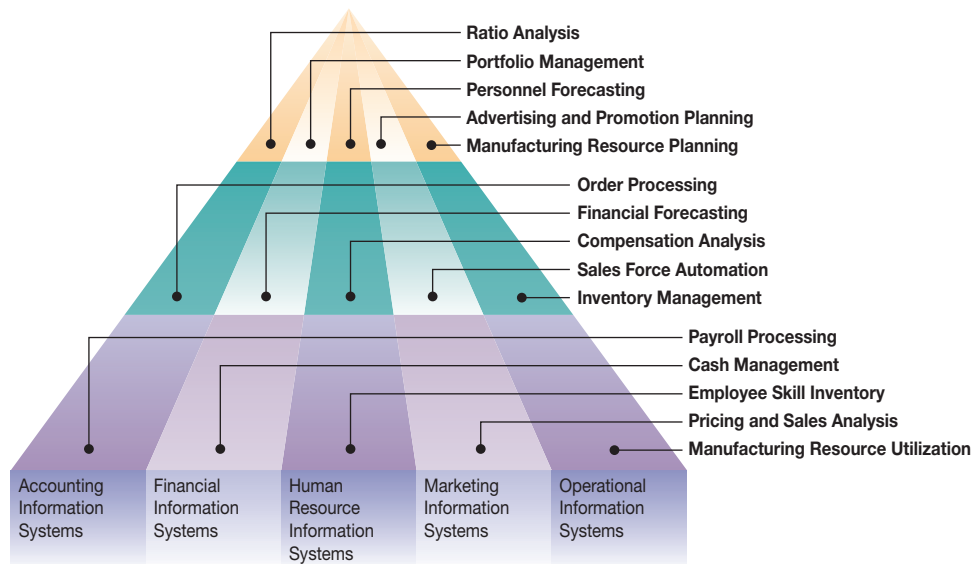 Ratio Analysis
Portfolio Management
Personnel Forecasting
Advertising and Promotion Planning
Manufacturing Resource Planning
Order Processing
Financial Forecasting
Compensation Analysis
Sales Force Automation
Inventory Management
Payroll Processing
Cash Management
Employee Skill Inventory
Pricing and Sales Analysis
Manufacturing Resource Utilization
Accounting
Information
Systems
Financial
Information
Systems
Human
Resource
Information
Systems
Marketing
Information
Systems
Operational
Information
Systems